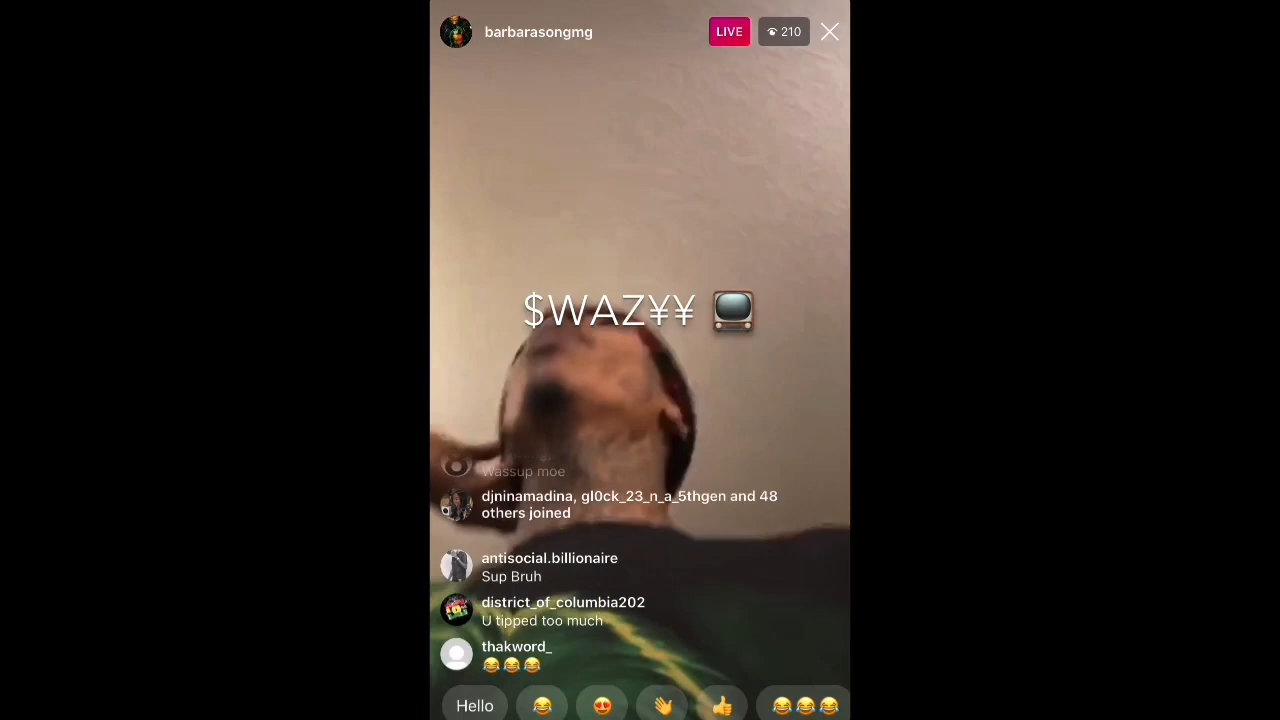 barbarasongmg
LIVE
210
$WAZ¥¥ 📺
Wassup moe
djninamadina, gl0ck_23_n_a_5thgen and 48
others joined
antisocial.billionaire
Sup Bruh
district_of_columbia202
U tipped too much
thakword_
😂😂😂
Hello 😂 😍 👋 👍 😂😂😂